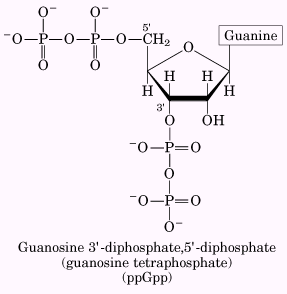 O⁻ O⁻ 5'
⁻O—P—O—P—O—CH₂ O Guanine
O O H H H H
3'
O OH
⁻O—P=O
O
⁻O—P=O
O⁻
Guanosine 3'-diphosphate,5'-diphosphate
(guanosine tetraphosphate)
(ppGpp)